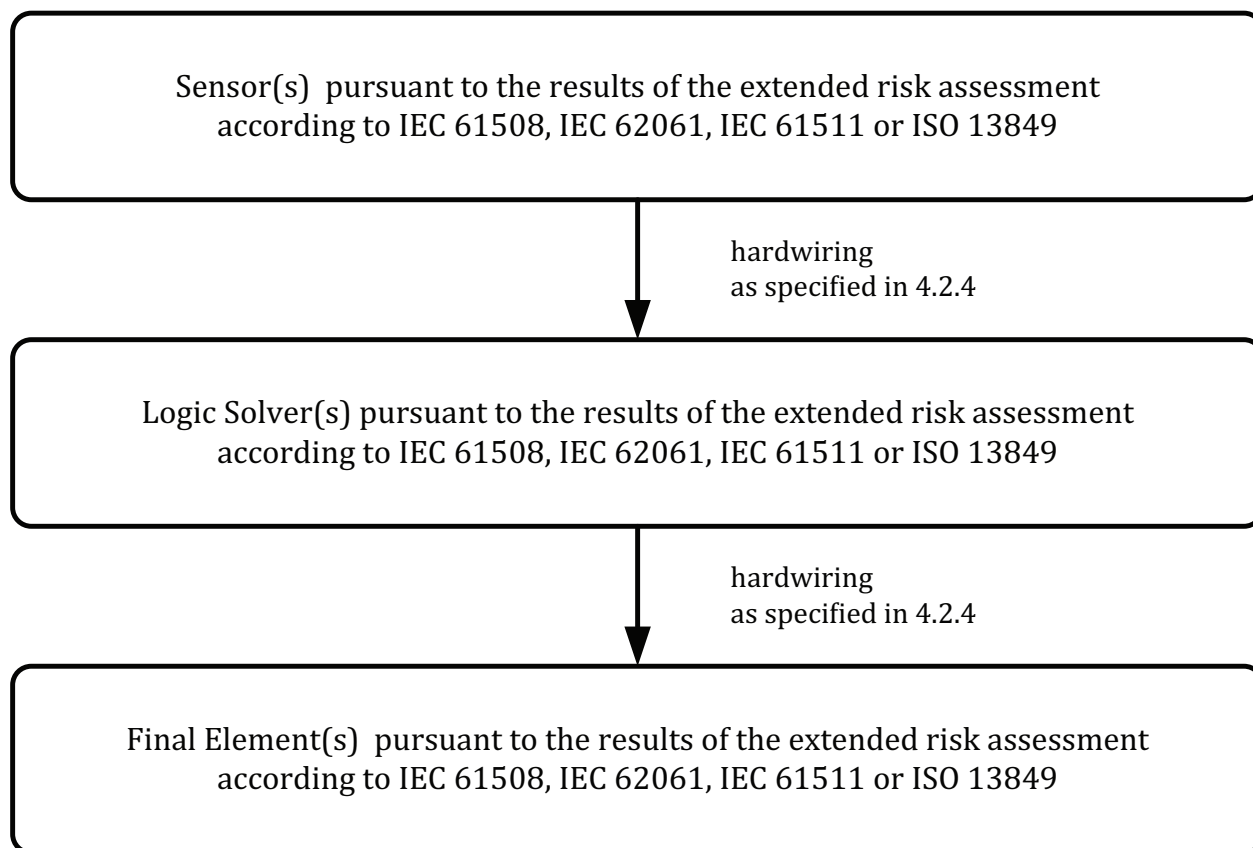 Sensor(s) pursuant to the results of the extended risk assessment
according to IEC 61508, IEC 62061, IEC 61511 or ISO 13849
hardwiring
as specified in 4.2.4
Logic Solver(s) pursuant to the results of the extended risk assessment
according to IEC 61508, IEC 62061, IEC 61511 or ISO 13849
hardwiring
as specified in 4.2.4
Final Element(s) pursuant to the results of the extended risk assessment
according to IEC 61508, IEC 62061, IEC 61511 or ISO 13849